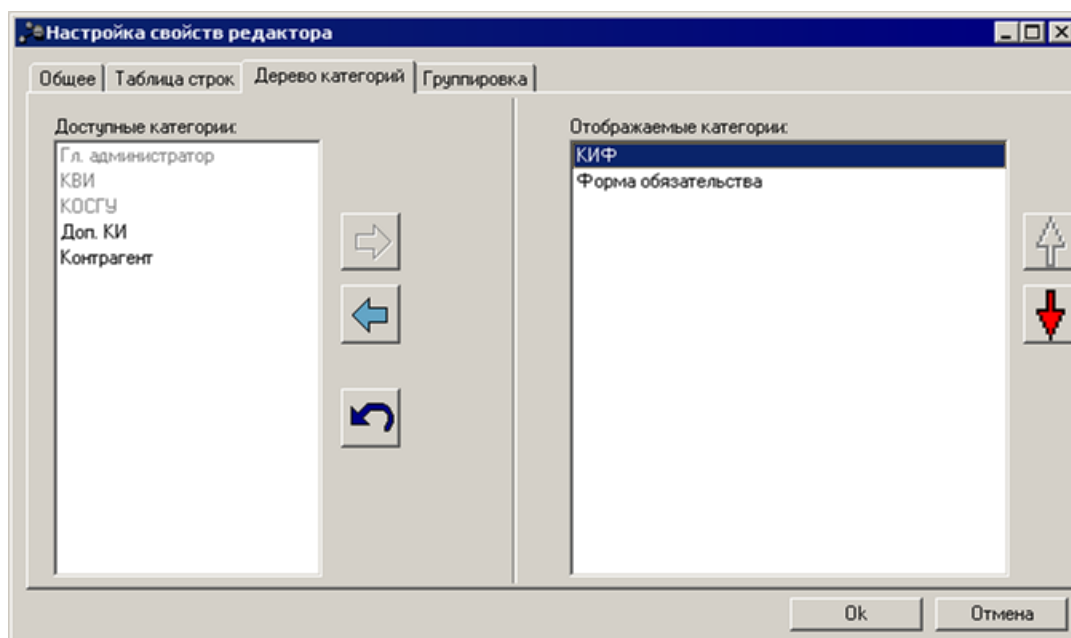 Настройка свойств редактора
Общее Таблица строк Дерево категорий Группировка
Доступные категории:
Гл. администратор
КВИ
КОСГУ
Доп. КИ
Контрагент
Отображаемые категории:
КИФ
Форма обязательства
Ok Отмена